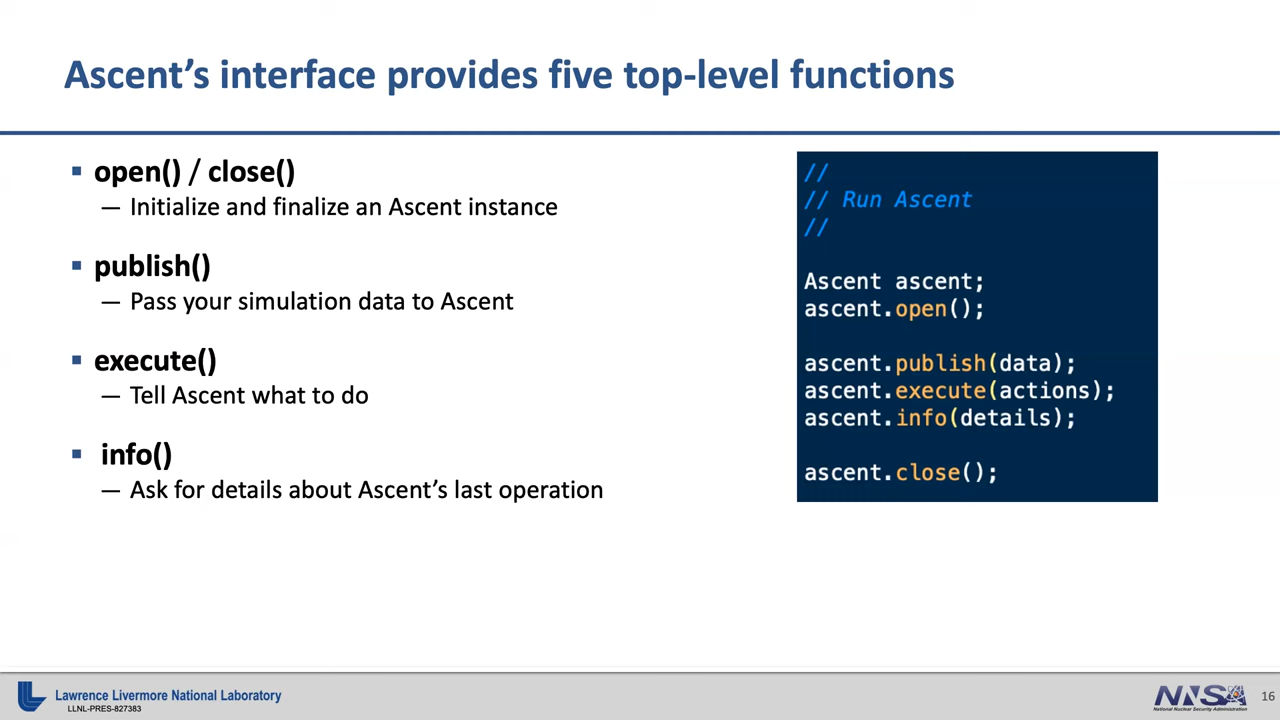 Ascent’s interface provides five top-level functions
▪ open() / close()
— Initialize and finalize an Ascent instance
▪ publish()
— Pass your simulation data to Ascent
▪ execute()
— Tell Ascent what to do
▪ info()
— Ask for details about Ascent’s last operation
//
// Run Ascent
//
Ascent ascent;
ascent.open();
ascent.publish(data);
ascent.execute(actions);
ascent.info(details);
ascent.close();
Lawrence Livermore National Laboratory
LLNL-PRES-827383
NNSA
National Nuclear Security Administration
16